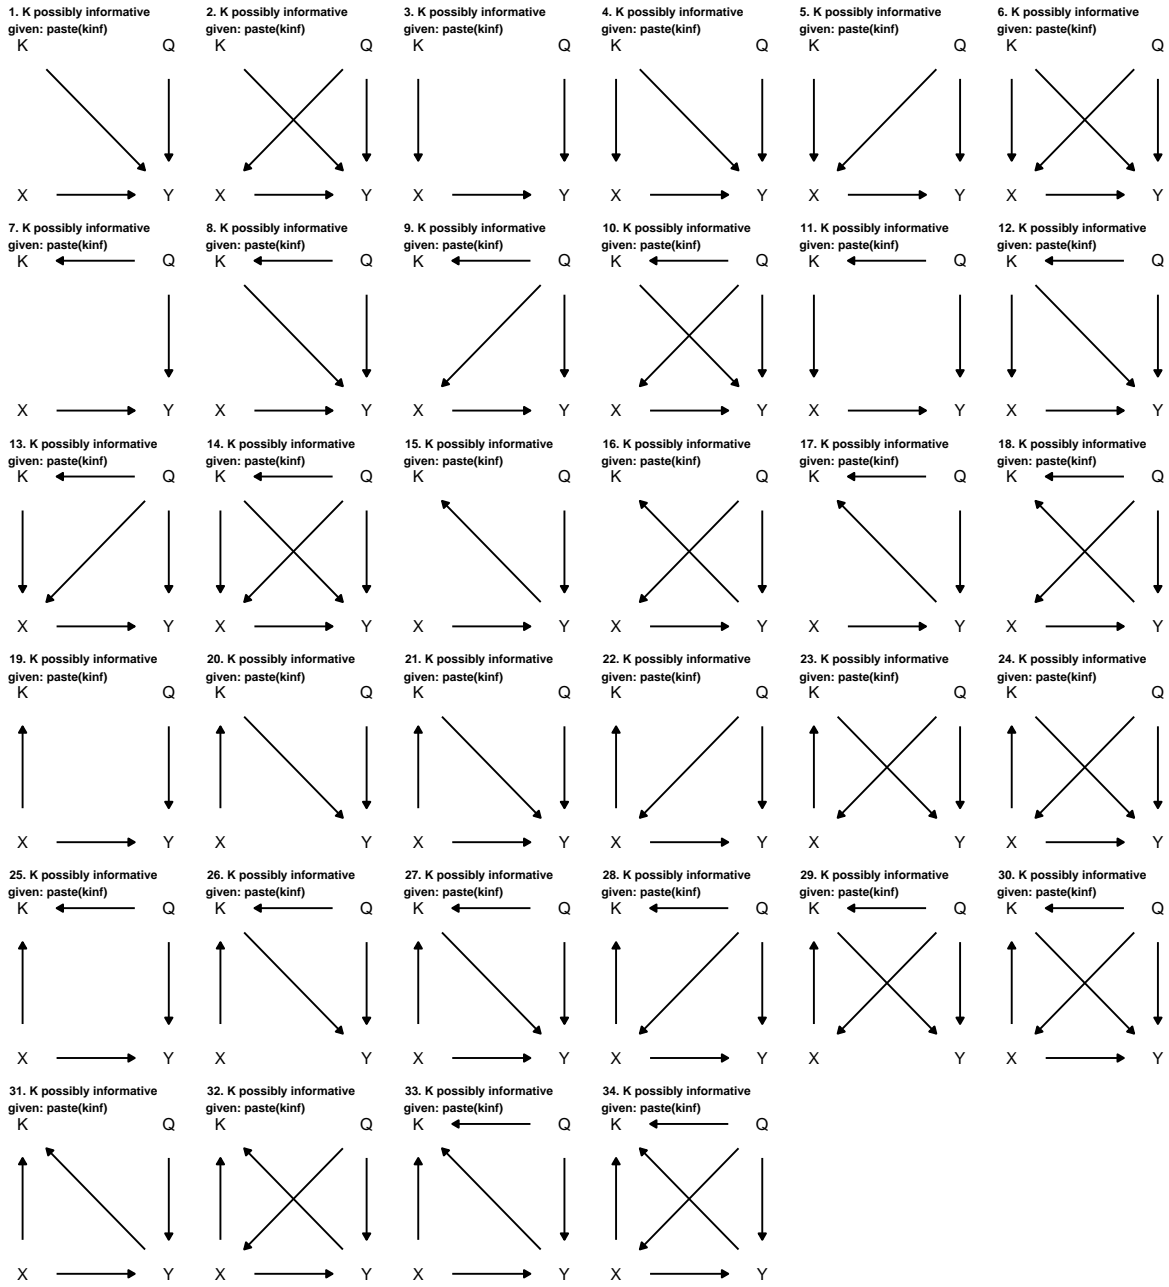 1. K possibly informative
given: paste(kinf)
K Q
X Y
2. K possibly informative
given: paste(kinf)
K Q
X Y
3. K possibly informative
given: paste(kinf)
K Q
X Y
4. K possibly informative
given: paste(kinf)
K Q
X Y
5. K possibly informative
given: paste(kinf)
K Q
X Y
6. K possibly informative
given: paste(kinf)
K Q
X Y
7. K possibly informative
given: paste(kinf)
K Q
X Y
8. K possibly informative
given: paste(kinf)
K Q
X Y
9. K possibly informative
given: paste(kinf)
K Q
X Y
10. K possibly informative
given: paste(kinf)
K Q
X Y
11. K possibly informative
given: paste(kinf)
K Q
X Y
12. K possibly informative
given: paste(kinf)
K Q
X Y
13. K possibly informative
given: paste(kinf)
K Q
X Y
14. K possibly informative
given: paste(kinf)
K Q
X Y
15. K possibly informative
given: paste(kinf)
K Q
X Y
16. K possibly informative
given: paste(kinf)
K Q
X Y
17. K possibly informative
given: paste(kinf)
K Q
X Y
18. K possibly informative
given: paste(kinf)
K Q
X Y
19. K possibly informative
given: paste(kinf)
K Q
X Y
20. K possibly informative
given: paste(kinf)
K Q
X Y
21. K possibly informative
given: paste(kinf)
K Q
X Y
22. K possibly informative
given: paste(kinf)
K Q
X Y
23. K possibly informative
given: paste(kinf)
K Q
X Y
24. K possibly informative
given: paste(kinf)
K Q
X Y
25. K possibly informative
given: paste(kinf)
K Q
X Y
26. K possibly informative
given: paste(kinf)
K Q
X Y
27. K possibly informative
given: paste(kinf)
K Q
X Y
28. K possibly informative
given: paste(kinf)
K Q
X Y
29. K possibly informative
given: paste(kinf)
K Q
X Y
30. K possibly informative
given: paste(kinf)
K Q
X Y
31. K possibly informative
given: paste(kinf)
K Q
X Y
32. K possibly informative
given: paste(kinf)
K Q
X Y
33. K possibly informative
given: paste(kinf)
K Q
X Y
34. K possibly informative
given: paste(kinf)
K Q
X Y